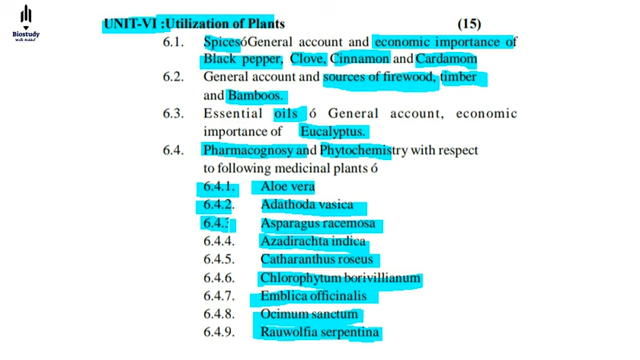 Biostudy
UNIT-VI :Utilization of Plants (15)
6.1. SpicesóGeneral account and economic importance of
Black pepper, Clove, Cinnamon and Cardamom
6.2. General account and sources of firewood, timber
and Bamboos.
6.3. Essential oils ó General account, economic
importance of Eucalyptus.
6.4. Pharmacognosy and Phytochemistry with respect
to following medicinal plants ó
6.4.1. Aloe vera
6.4.2. Adathoda vasica
6.4.3 Asparagus racemosa
6.4.4. Azadirachta indica
6.4.5. Catharanthus roseus
6.4.6. Chlorophytum borivillianum
6.4.7. Emblica officinalis
6.4.8. Ocimum sanctum
6.4.9. Rauwolfia serpentina